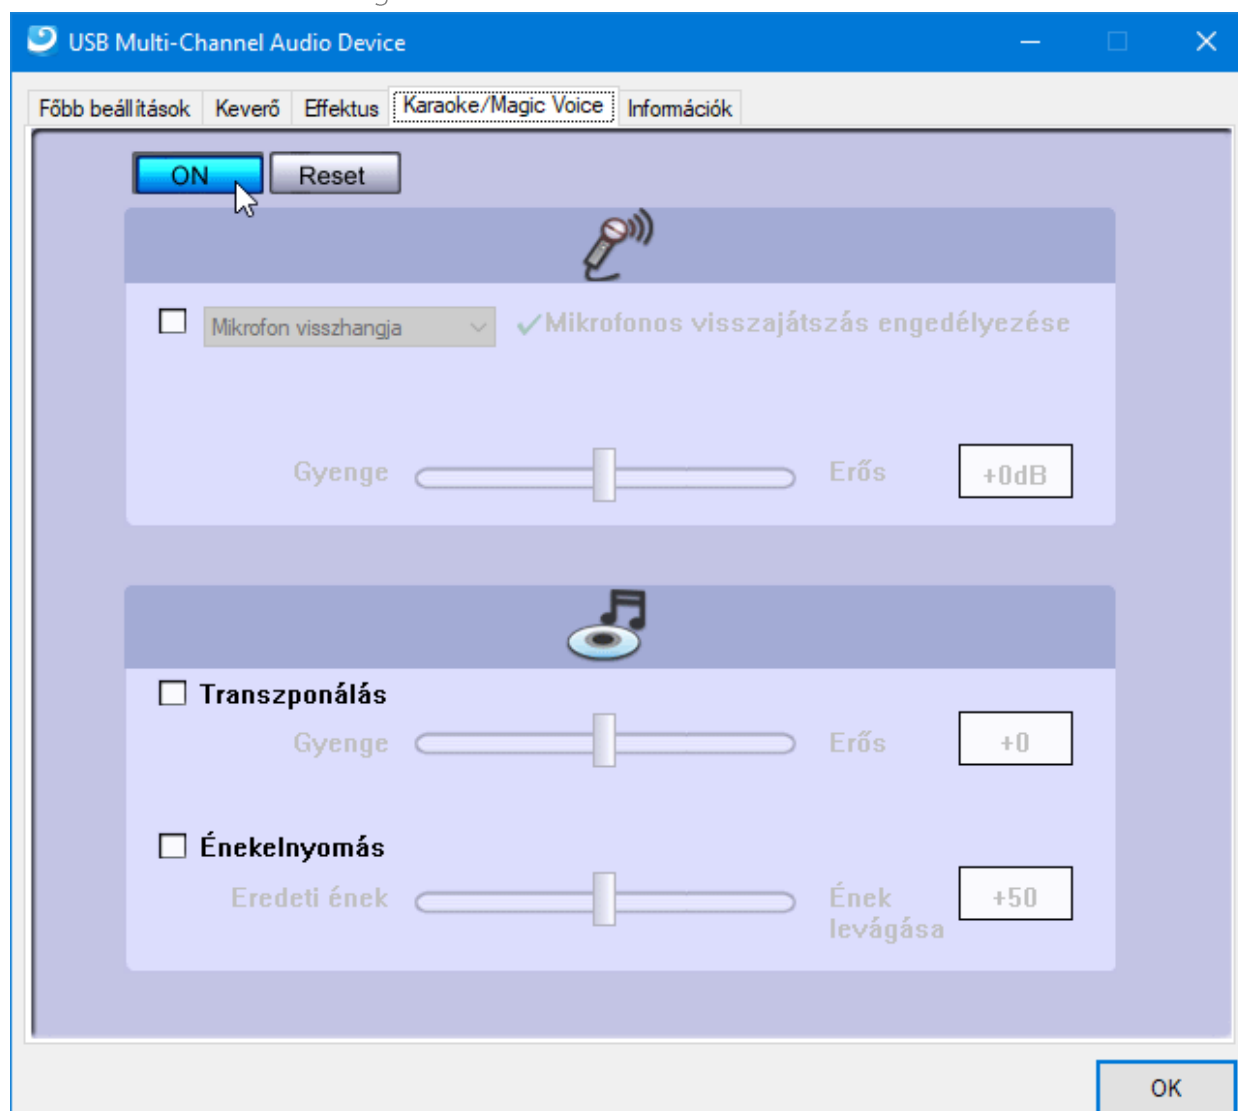 USB Multi-Channel Audio Device
Főbb beállítások Keverő Effektus Karaoke/Magic Voice Információk
ON Reset
Mikrofon visszhangja Mikrofonos visszajátszás engedélyezése
Gyenge Erős +0dB
Transzponálás
Gyenge Erős +0
Énekelnyomás
Eredeti ének Ének levágása +50
OK